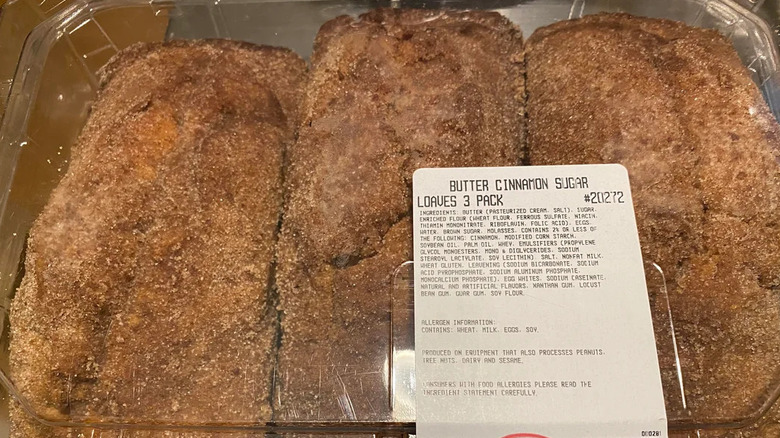 BUTTER CINNAMON SUGAR
LOAVES 3 PACK #20272
INGREDIENTS: BUTTER (PASTEURIZED CREAM, SALT), SUGAR,
ENRICHED FLOUR (WHEAT FLOUR, FERROUS SULFATE, NIACIN,
THIAMIN MONONITRATE, RIBOFLAVIN, FOLIC ACID), EGGS,
WATER, BROWN SUGAR, MOLASSES, CONTAINS 2% OR LESS OF
THE FOLLOWING: CINNAMON, MODIFIED CORN STARCH,
SOYBEAN OIL, PALM OIL, WHEY, EMULSIFIERS (PROPYLENE
GLYCOL MONOESTERS, MONO & DIGLYCERIDES, SODIUM
STEAROYL LACTYLATE, SOY LECITHIN), SALT, NONFAT MILK,
WHEAT GLUTEN, LEAVENING (SODIUM BICARBONATE, SODIUM
ACID PYROPHOSPHATE, SODIUM ALUMINUM PHOSPHATE,
MONOCALCIUM PHOSPHATE), EGG WHITES, SODIUM CASEINATE,
NATURAL AND ARTIFICIAL FLAVORS, XANTHAN GUM, LOCUST
BEAN GUM, GUAR GUM, SOY FLOUR.
ALLERGEN INFORMATION:
CONTAINS: WHEAT, MILK, EGGS, SOY.
PRODUCED ON EQUIPMENT THAT ALSO PROCESSES PEANUTS,
TREE NUTS, DAIRY AND SESAME.
CONSUMERS WITH FOOD ALLERGIES PLEASE READ THE
INGREDIENT STATEMENT CAREFULLY.
D00281